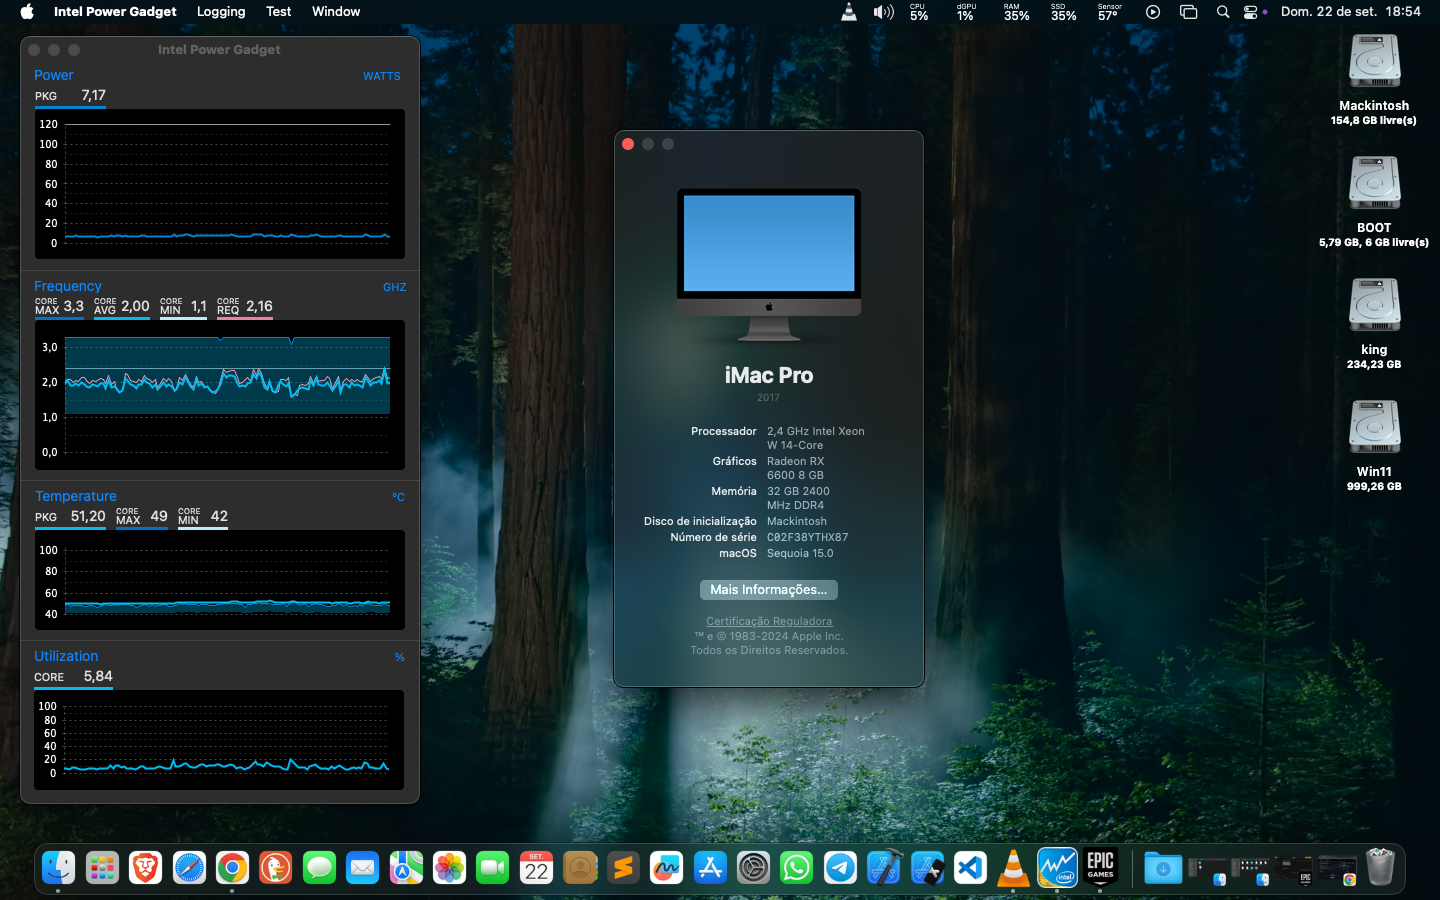 Intel Power Gadget Logging Test Window
CPU 5% dGPU 1% RAM 35% SSD 35% Sensor 57° Dom. 22 de set. 18:54
Intel Power Gadget
Power WATTS
PKG 7,17
120
100
80
60
40
20
0
Frequency GHZ
CORE MAX 3,3 CORE AVG 2,00 CORE MIN 1,1 CORE REQ 2,16
3,0
2,0
1,0
0,0
Temperature °C
PKG 51,20 CORE MAX 49 CORE MIN 42
100
80
60
40
Utilization %
CORE 5,84
100
80
60
40
20
0
iMac Pro
2017
Processador 2,4 GHz Intel Xeon
W 14-Core
Gráficos Radeon RX
6600 8 GB
Memória 32 GB 2400
MHz DDR4
Disco de inicialização Mackintosh
Número de série C02F38YTHX87
macOS Sequoia 15.0
Mais Informações...
Certificação Reguladora
™ e © 1983-2024 Apple Inc.
Todos os Direitos Reservados.
Mackintosh
154,8 GB livre(s)
BOOT
5,79 GB, 6 GB livre(s)
king
234,23 GB
Win11
999,26 GB
SET.
22
intel
EPIC
GAMES